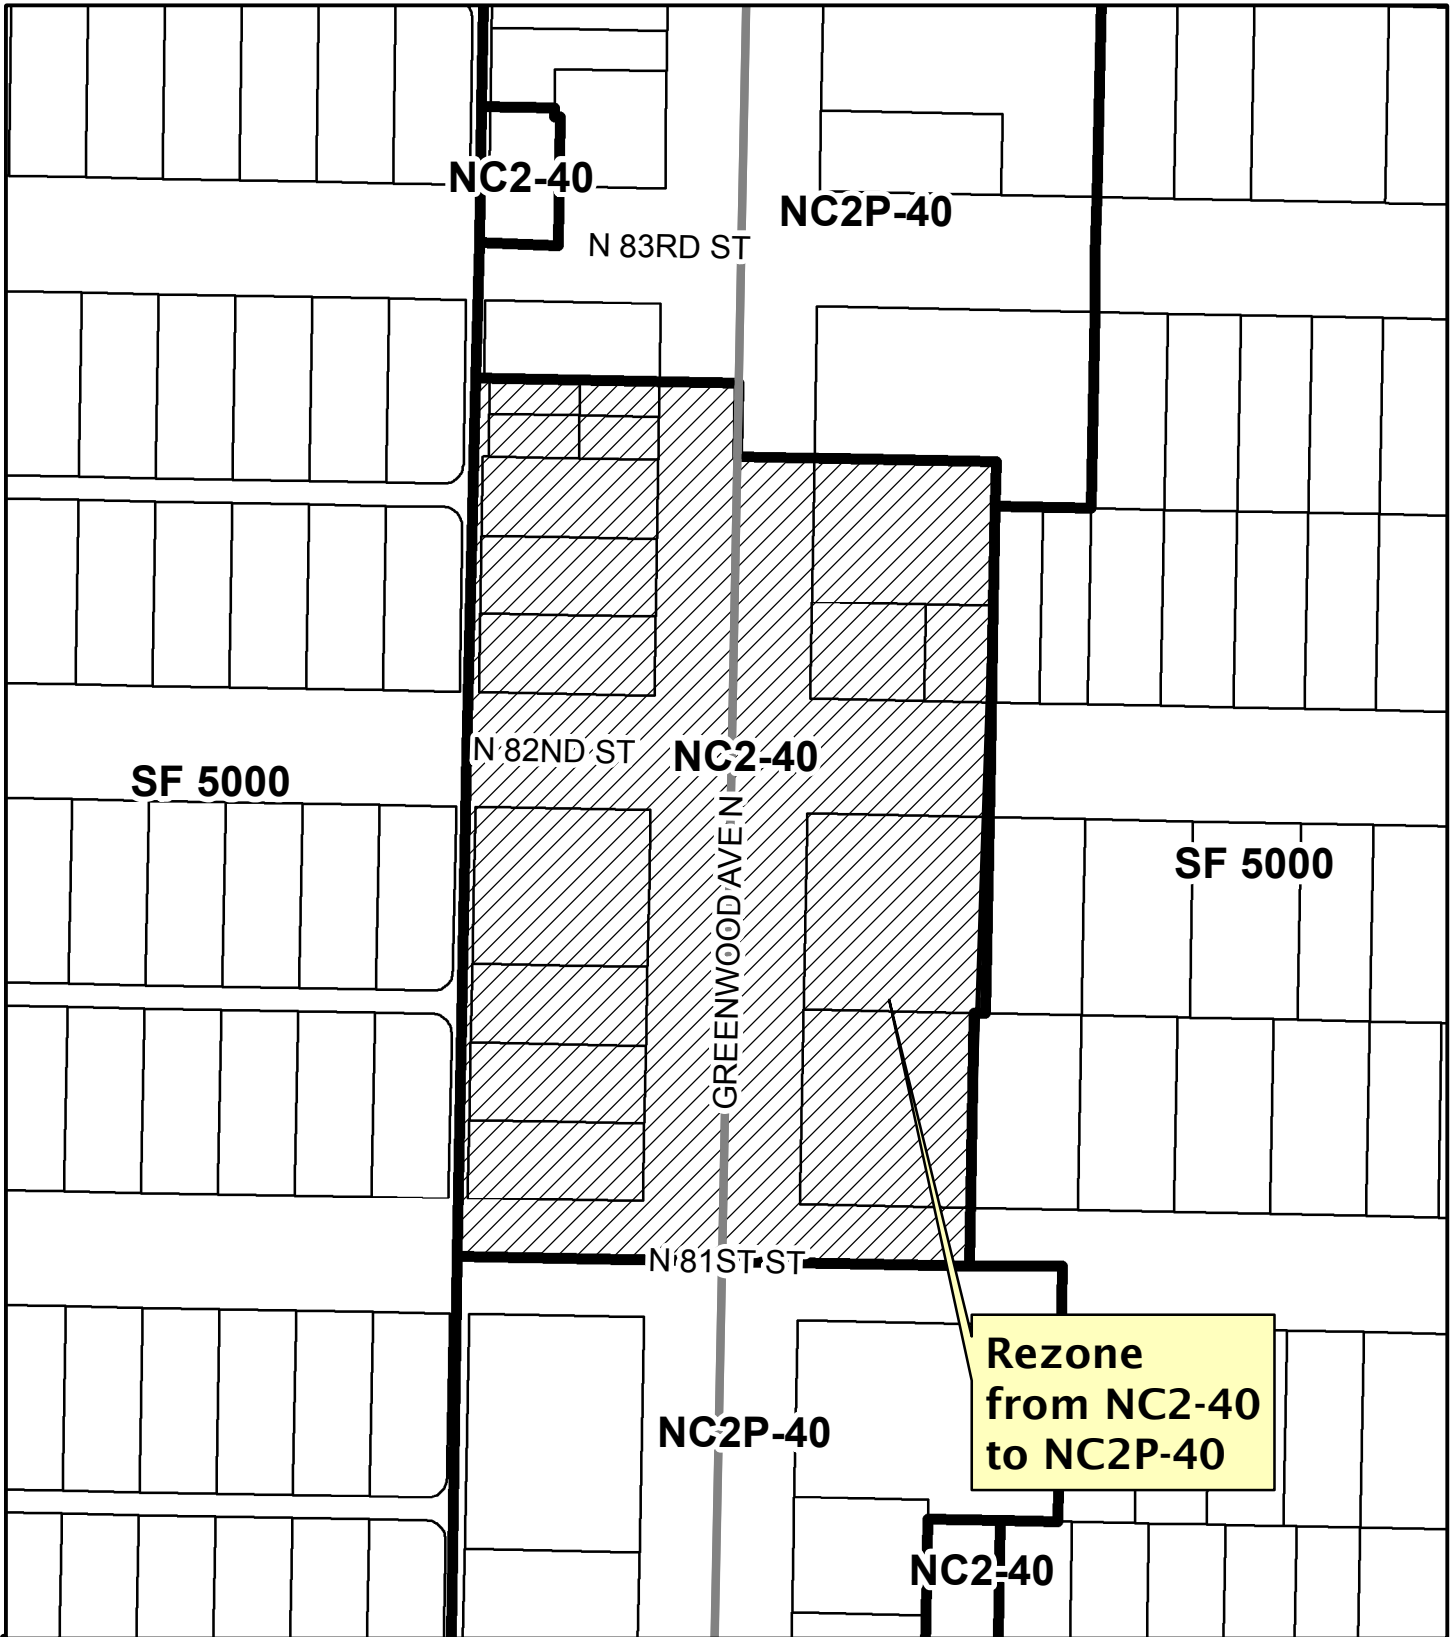 NC2-40
NC2P-40
N 83RD ST
N 82ND ST
NC2-40
SF 5000
GREENWOOD AVE N
SF 5000
N 81ST ST
Rezone
from NC2-40
to NC2P-40
NC2P-40
NC2-40